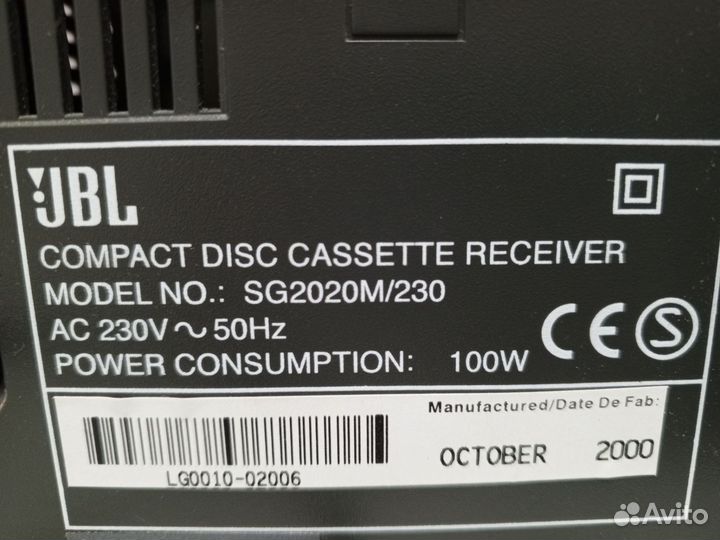 JBL
COMPACT DISC CASSETTE RECEIVER
MODEL NO.: SG2020M/230
AC 230V ~ 50Hz
POWER CONSUMPTION: 100W
CE S
Manufactured/Date De Fab:
OCTOBER 2000
LG0010-02006
Avito